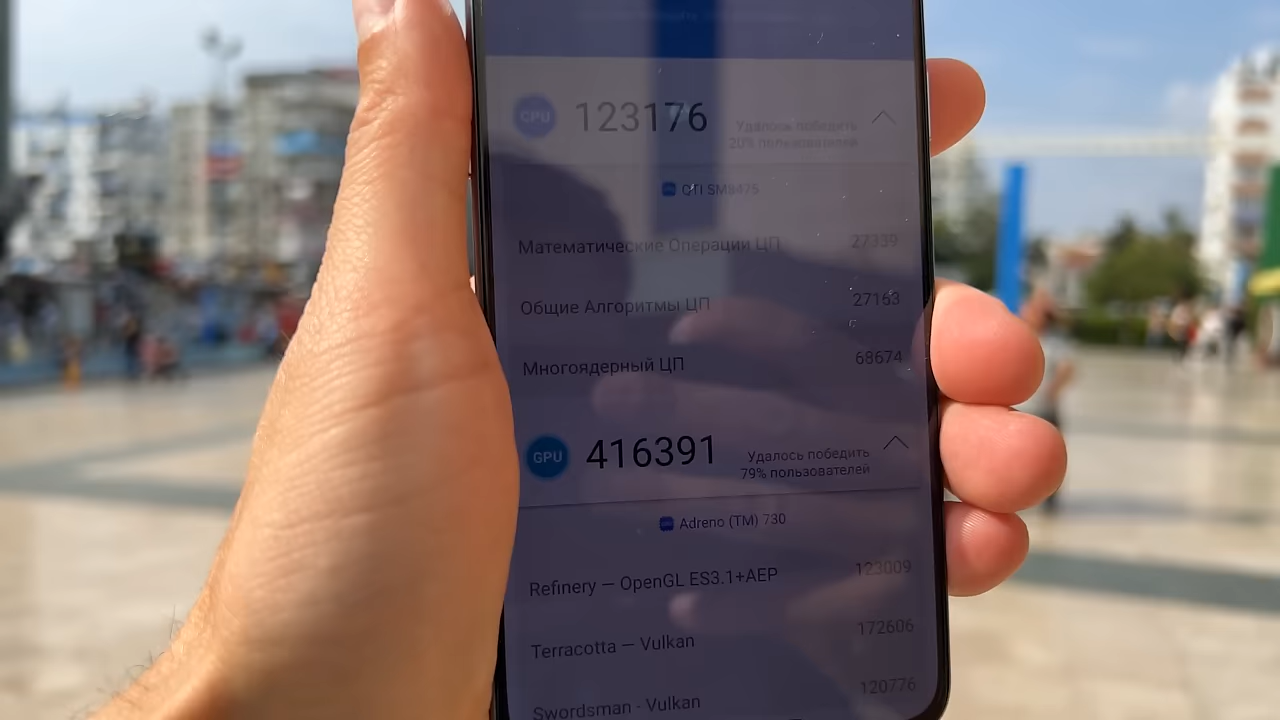 CPU 123176
Удалось победить
20% пользователей
QTI SM8475
Математические Операции ЦП 27339
Общие Алгоритмы ЦП 27163
Многоядерный ЦП 68674
GPU 416391
Удалось победить
79% пользователей
Adreno (TM) 730
Refinery — OpenGL ES3.1+AEP 123009
Terracotta — Vulkan 172606
Swordsman - Vulkan 120776